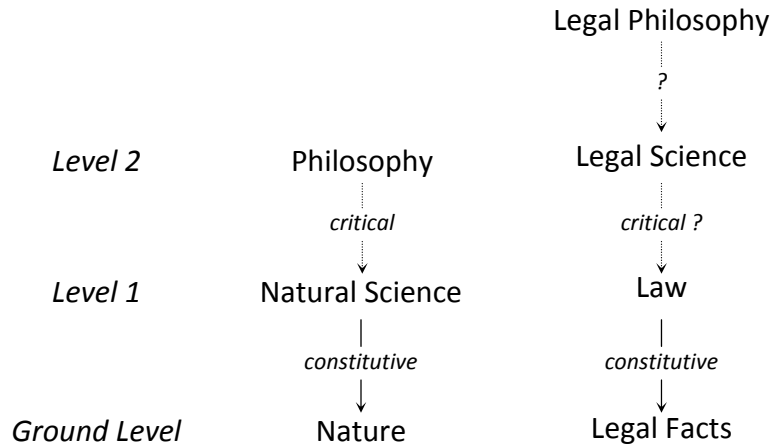 Legal Philosophy
?
Level 2 Philosophy Legal Science
critical critical ?
Level 1 Natural Science Law
constitutive constitutive
Ground Level Nature Legal Facts